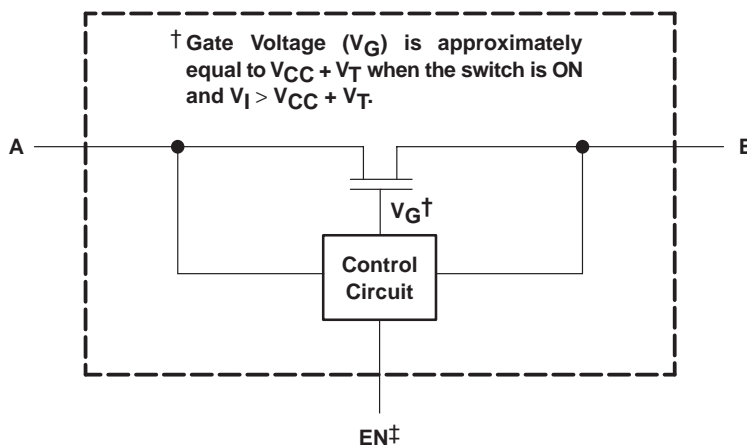 † Gate Voltage (VG) is approximately
equal to VCC + VT when the switch is ON
and VI > VCC + VT.
A
B
VG†
Control
Circuit
EN‡